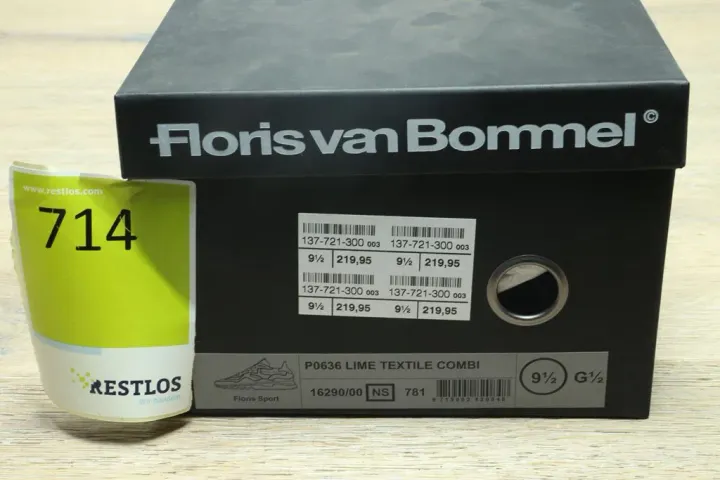 Floris van Bommel ©
www.restlos.com
714
RESTLOS
137-721-300 003 137-721-300 003
9½ 219,95 9½ 219,95
137-721-300 003 137-721-300 003
9½ 219,95 9½ 219,95
P0636 LIME TEXTILE COMBI
16290/00 NS 781
9½ G½
Floris Sport